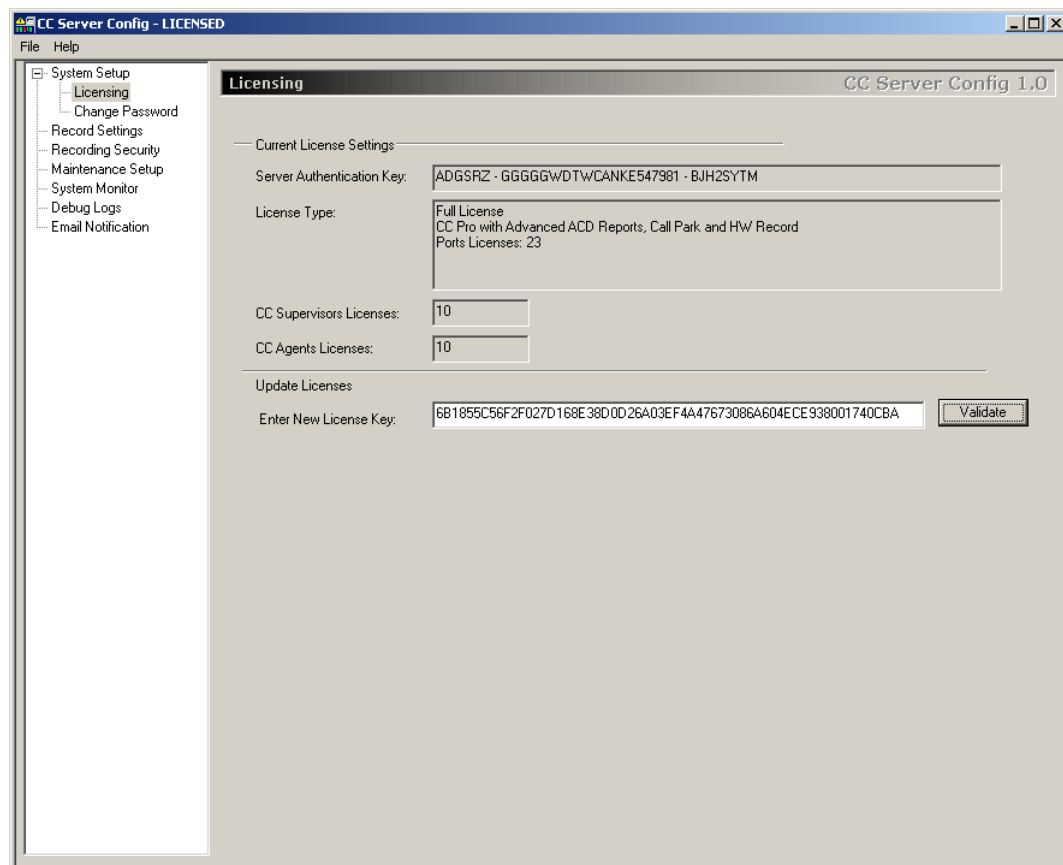 CC Server Config - LICENSED
File Help
System Setup
Licensing
Change Password
Record Settings
Recording Security
Maintenance Setup
System Monitor
Debug Logs
Email Notification
Licensing CC Server Config 1.0
Current License Settings
Server Authentication Key: ADGSRZ - GGGGGWDTWCANKE547981 - BJH2SYTM
License Type: Full License
CC Pro with Advanced ACD Reports, Call Park and HW Record
Ports Licenses: 23
CC Supervisors Licenses: 10
CC Agents Licenses: 10
Update Licenses
Enter New License Key: 6B1855C56F2F027D168E38D0D26A03EF4A47673086A604ECE938001740CBA Validate